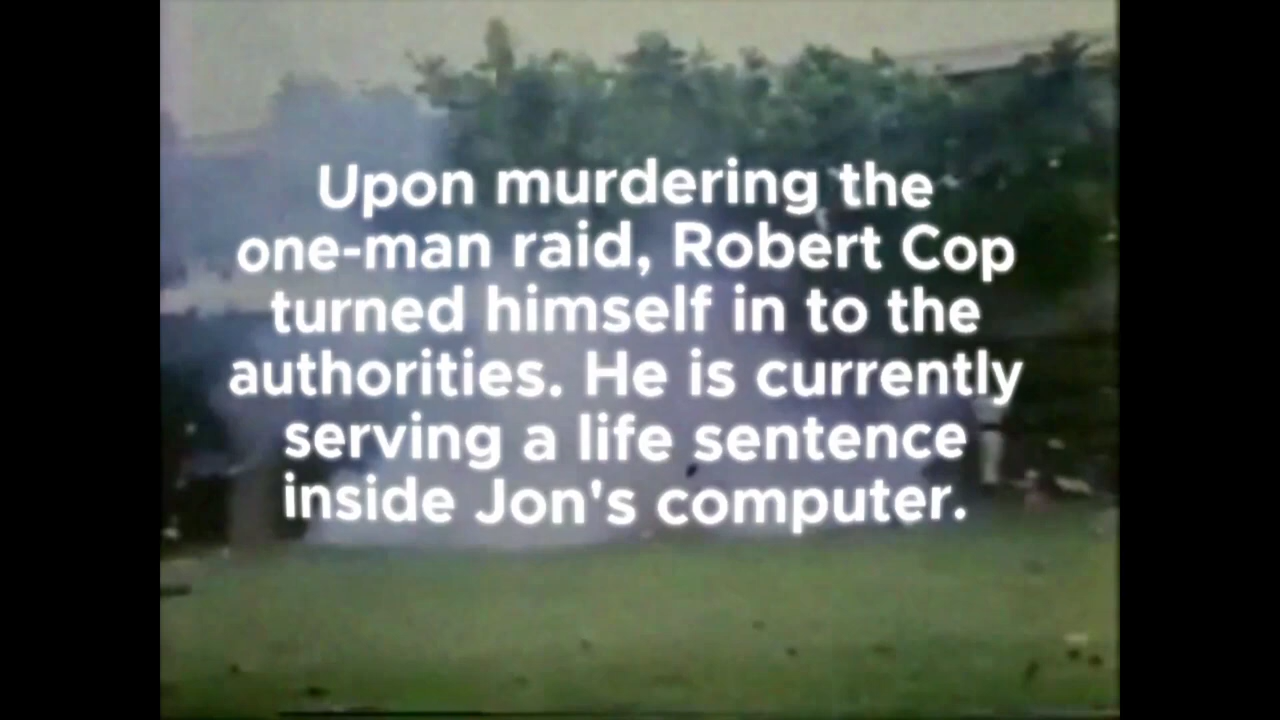 Upon murdering the
one-man raid, Robert Cop
turned himself in to the
authorities. He is currently
serving a life sentence
inside Jon's computer.